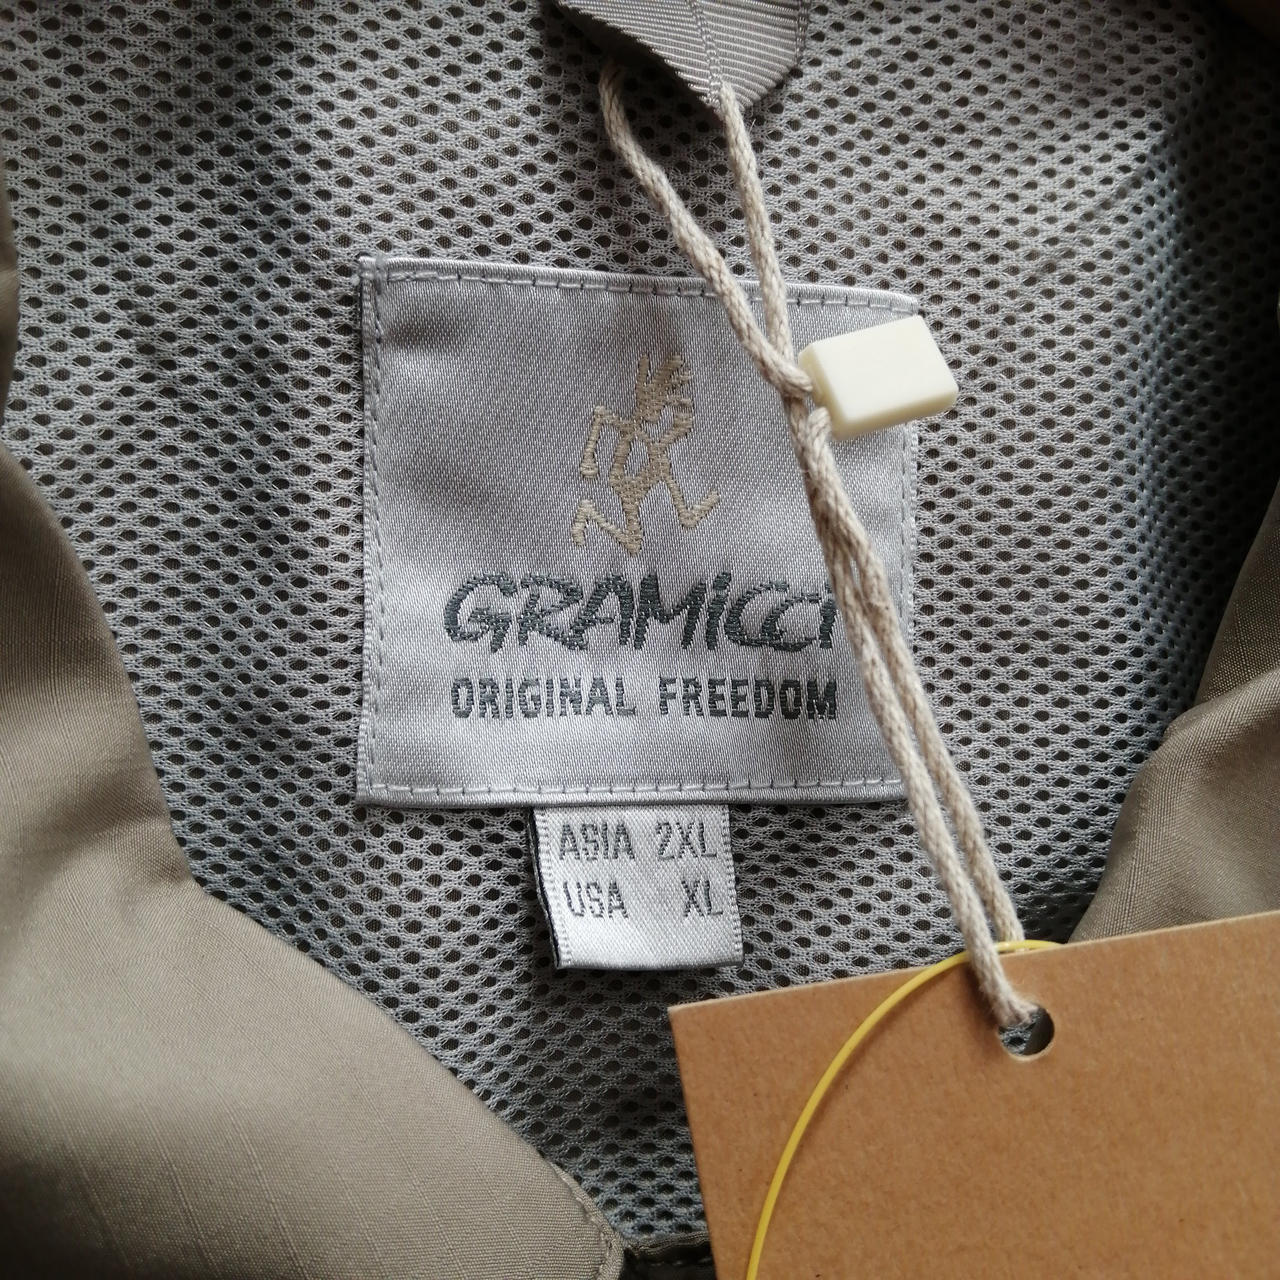 GRAMICCI
ORIGINAL FREEDOM
ASIA 2XL
USA XL